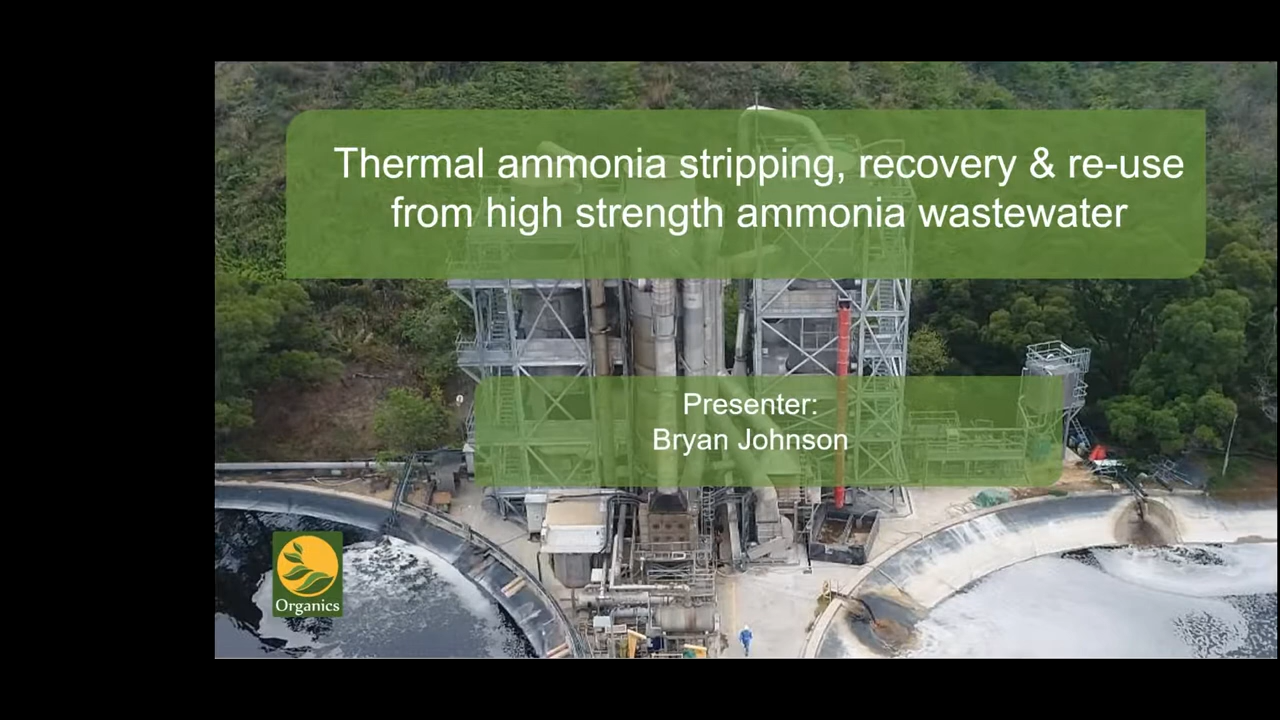 Thermal ammonia stripping, recovery & re-use
from high strength ammonia wastewater
Presenter:
Bryan Johnson
Organics